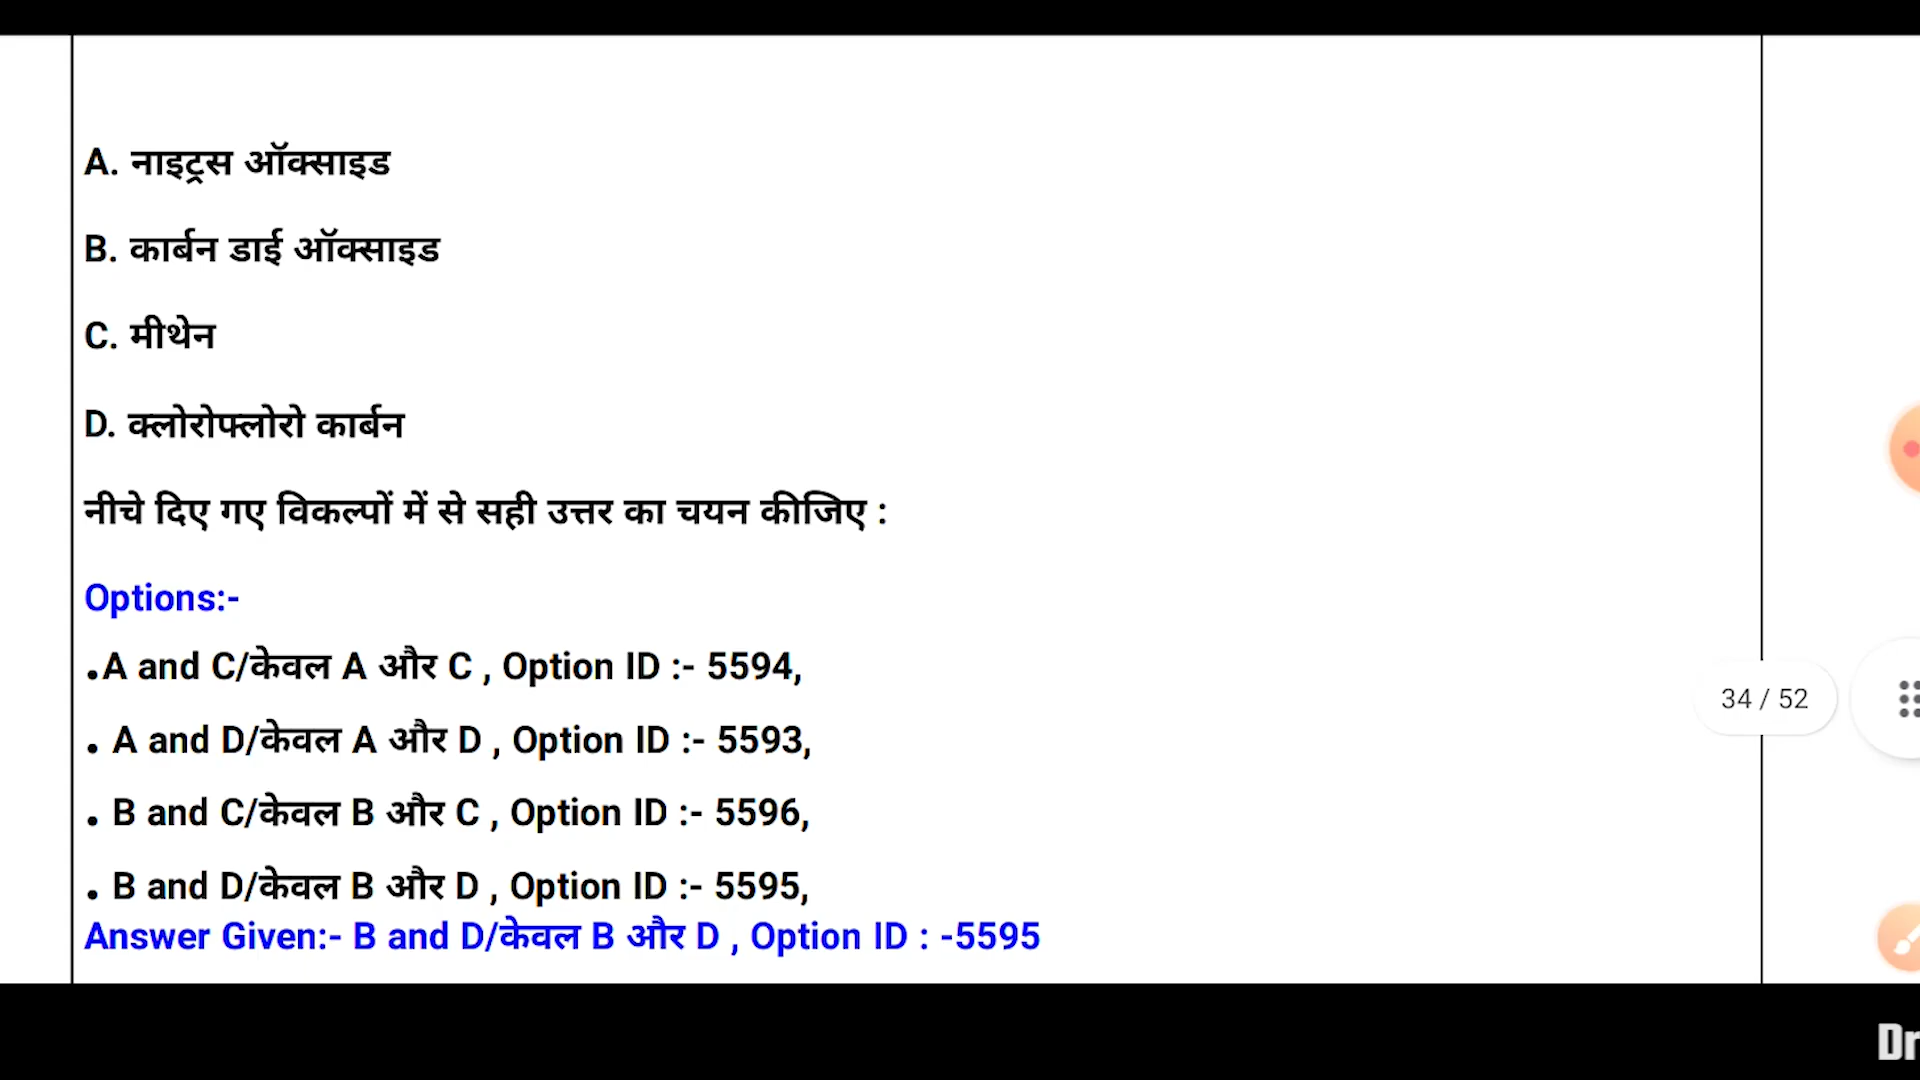 A. नाइट्रस ऑक्साइड
B. कार्बन डाई ऑक्साइड
C. मीथेन
D. क्लोरोफ्लोरो कार्बन
नीचे दिए गए विकल्पों में से सही उत्तर का चयन कीजिए :
Options:-
.A and C/केवल A और C , Option ID :- 5594,
. A and D/केवल A और D , Option ID :- 5593,
34 / 52
. B and C/केवल B और C , Option ID :- 5596,
. B and D/केवल B और D , Option ID :- 5595,
Answer Given:- B and D/केवल B और D , Option ID : -5595
Dr